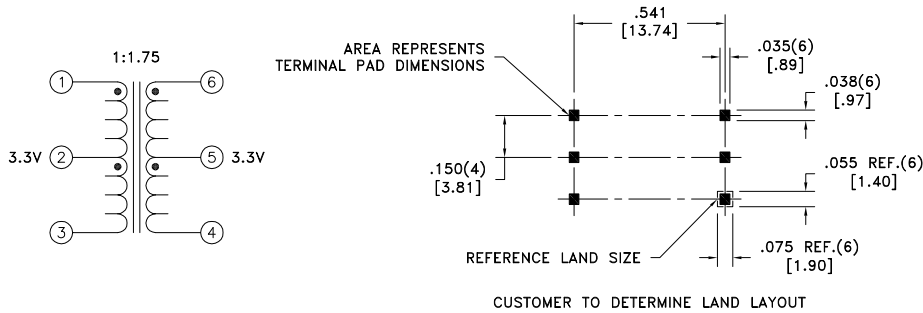 1:1.75
1
6
3.3V
2
5
3.3V
3
4
.541
[13.74]
AREA REPRESENTS
TERMINAL PAD DIMENSIONS
.035(6)
[.89]
.038(6)
[.97]
.150(4)
[3.81]
.055 REF.(6)
[1.40]
REFERENCE LAND SIZE
.075 REF.(6)
[1.90]
CUSTOMER TO DETERMINE LAND LAYOUT